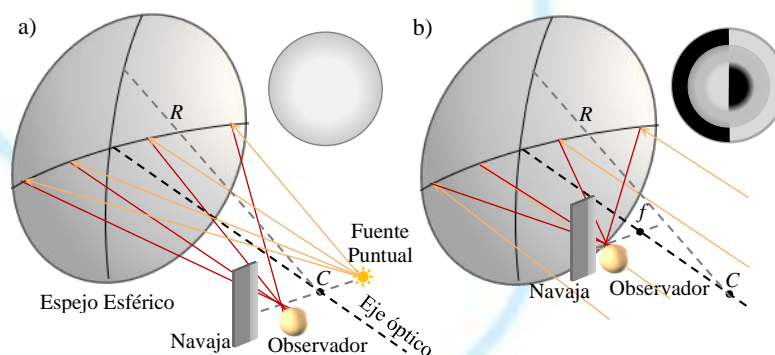 a)
R
Fuente
Puntual
C
Espejo Esférico
Eje óptico
Navaja
Observador
b)
R
f
C
Navaja
Observador